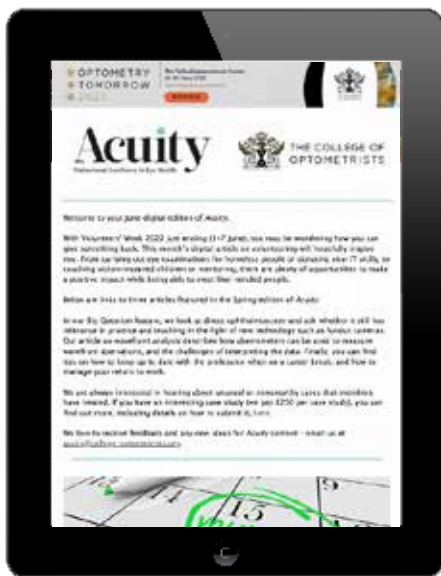 OPTOMETRY
TOMORROW
Acuity
THE COLLEGE OF
OPTOMETRISTS
Welcome to your June digital edition of Acuity.
With Volunteers' Week 2022 just ending (1-7 June), you may be wondering how you can
give something back. This month's digital article on volunteering will hopefully inspire
you. From carrying out eye examinations for homeless people or donating your IT skills, to
teaching vision-impaired children or mentoring, there are plenty of opportunities to make
a positive impact while being able to meet like-minded people.
Below are links to three articles featured in the Spring edition of Acuity.
In our Big Question feature, we look at direct ophthalmoscopy and ask whether it still has
relevance in practice and teaching in the light of new technology such as fundus cameras.
Our article on wavefront analysis describes how aberrometers can be used to measure
wavefront aberrations, and the challenges of interpreting the data. Finally, you can find
tips on how to keep up to date with the profession when on a career break, and how to
manage your return to work.
We are always interested in hearing about unusual or noteworthy cases that members
have treated. If you have an interesting case study (we pay £250 per case study), you can
find out more, including details on how to submit it, here.
We love to receive feedback and any new ideas for Acuity content - email us at
14
15
9